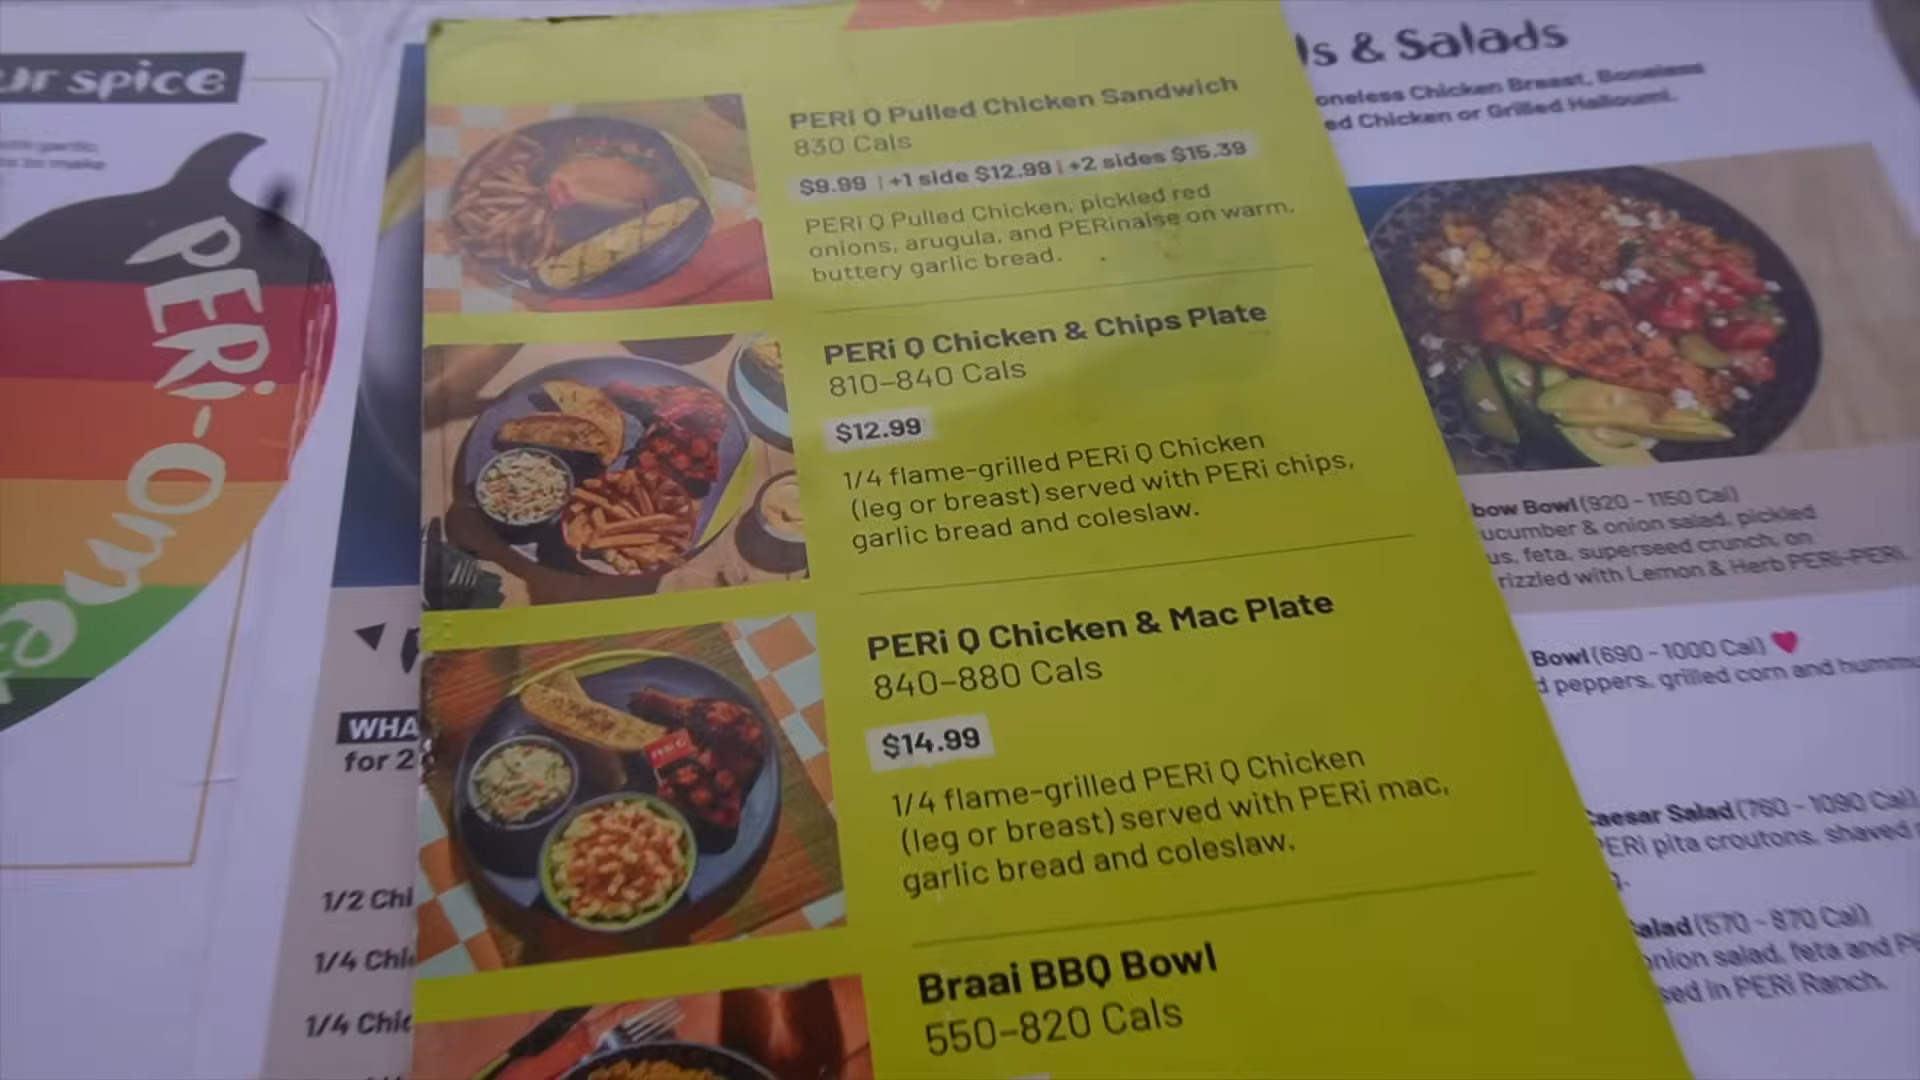 ur spice
PERi-Ome
PERi Q Pulled Chicken Sandwich
830 Cals
$9.99 | +1 side $12.99 | +2 sides $15.39
PERi Q Pulled Chicken, pickled red
onions, arugula, and PERinaise on warm,
buttery garlic bread.
PERi Q Chicken & Chips Plate
810–840 Cals
$12.99
1/4 flame-grilled PERi Q Chicken
(leg or breast) served with PERi chips,
garlic bread and coleslaw.
PERi Q Chicken & Mac Plate
840–880 Cals
$14.99
1/4 flame-grilled PERi Q Chicken
(leg or breast) served with PERi mac,
garlic bread and coleslaw.
Braai BBQ Bowl
550–820 Cals
WHA
for 2
1/2 Chi
1/4 Chi
1/4 Chic
ls & Salads
oneless Chicken Breast, Boneless
ed Chicken or Grilled Halloumi.
bow Bowl (920 - 1150 Cal)
ucumber & onion salad, pickled
us, feta, superseed crunch, on
rizzled with Lemon & Herb PERi-PERi.
Bowl (690 - 1000 Cal)
d peppers, grilled corn and hummu
aesar Salad (760 - 1090 Cal)
PERi pita croutons, shaved
alad (570 - 870 Cal)
onion salad, feta and
sed in PERi Ranch.